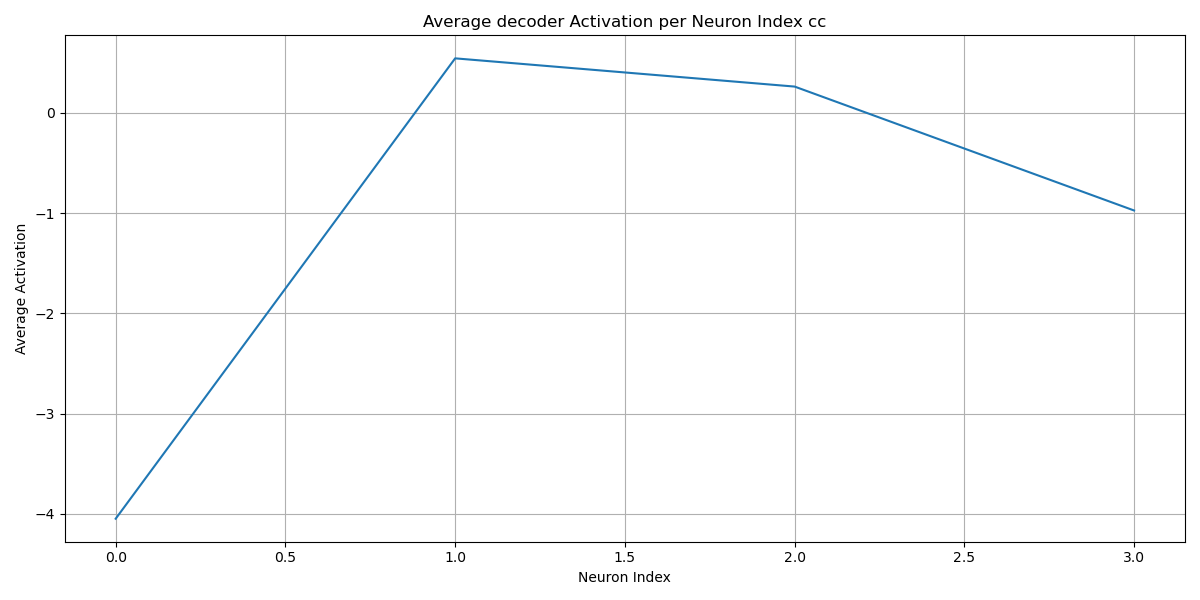 Average decoder Activation per Neuron Index cc
0
−1
−2
−3
−4
Average Activation
0.0 0.5 1.0 1.5 2.0 2.5 3.0
Neuron Index